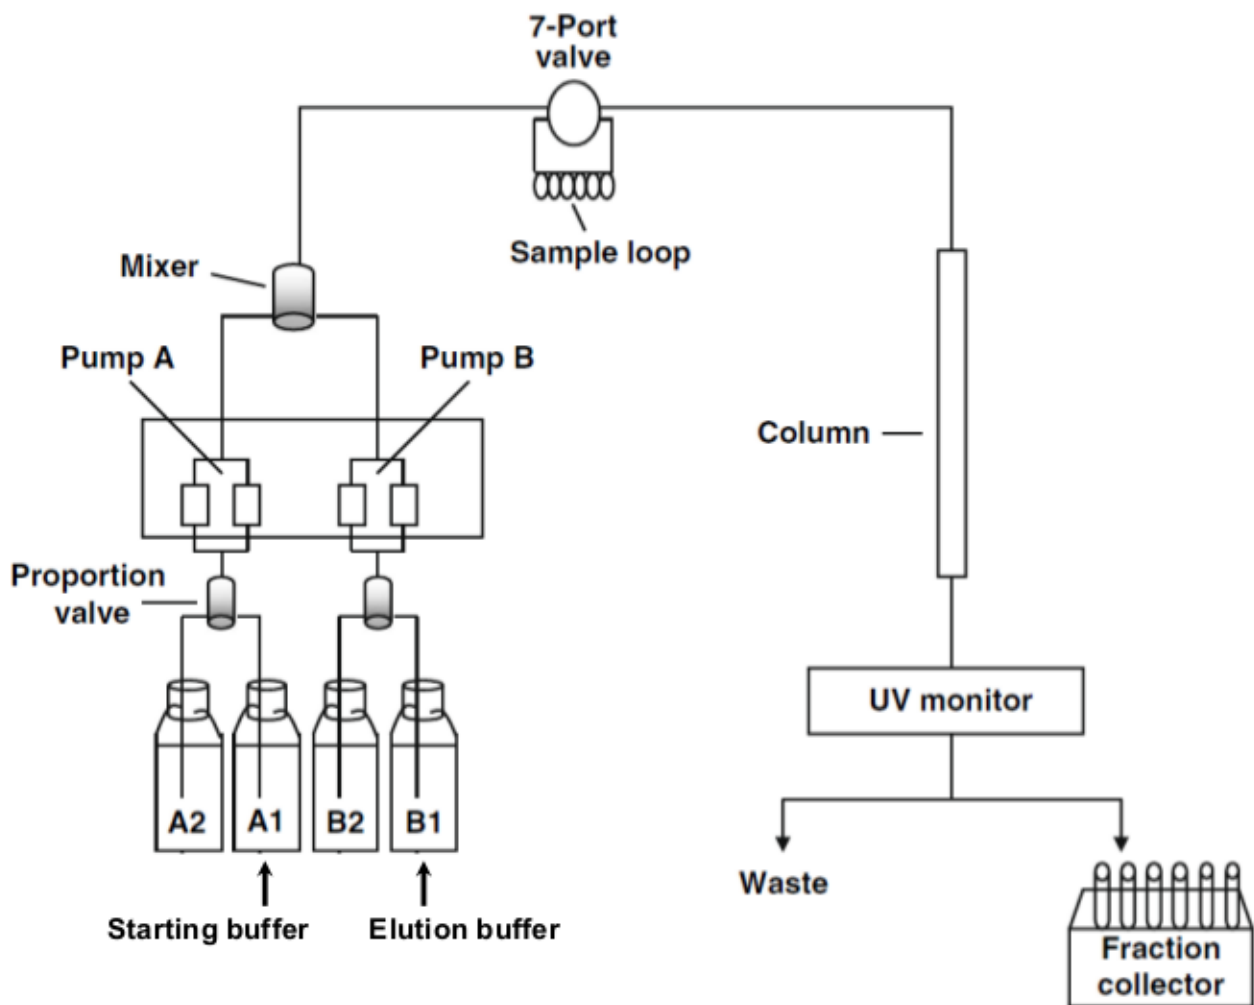 7-Port
valve
Sample loop
Mixer
Pump A
Pump B
Column
Proportion
valve
UV monitor
A2
A1
B2
B1
Waste
Starting buffer
Elution buffer
Fraction
collector